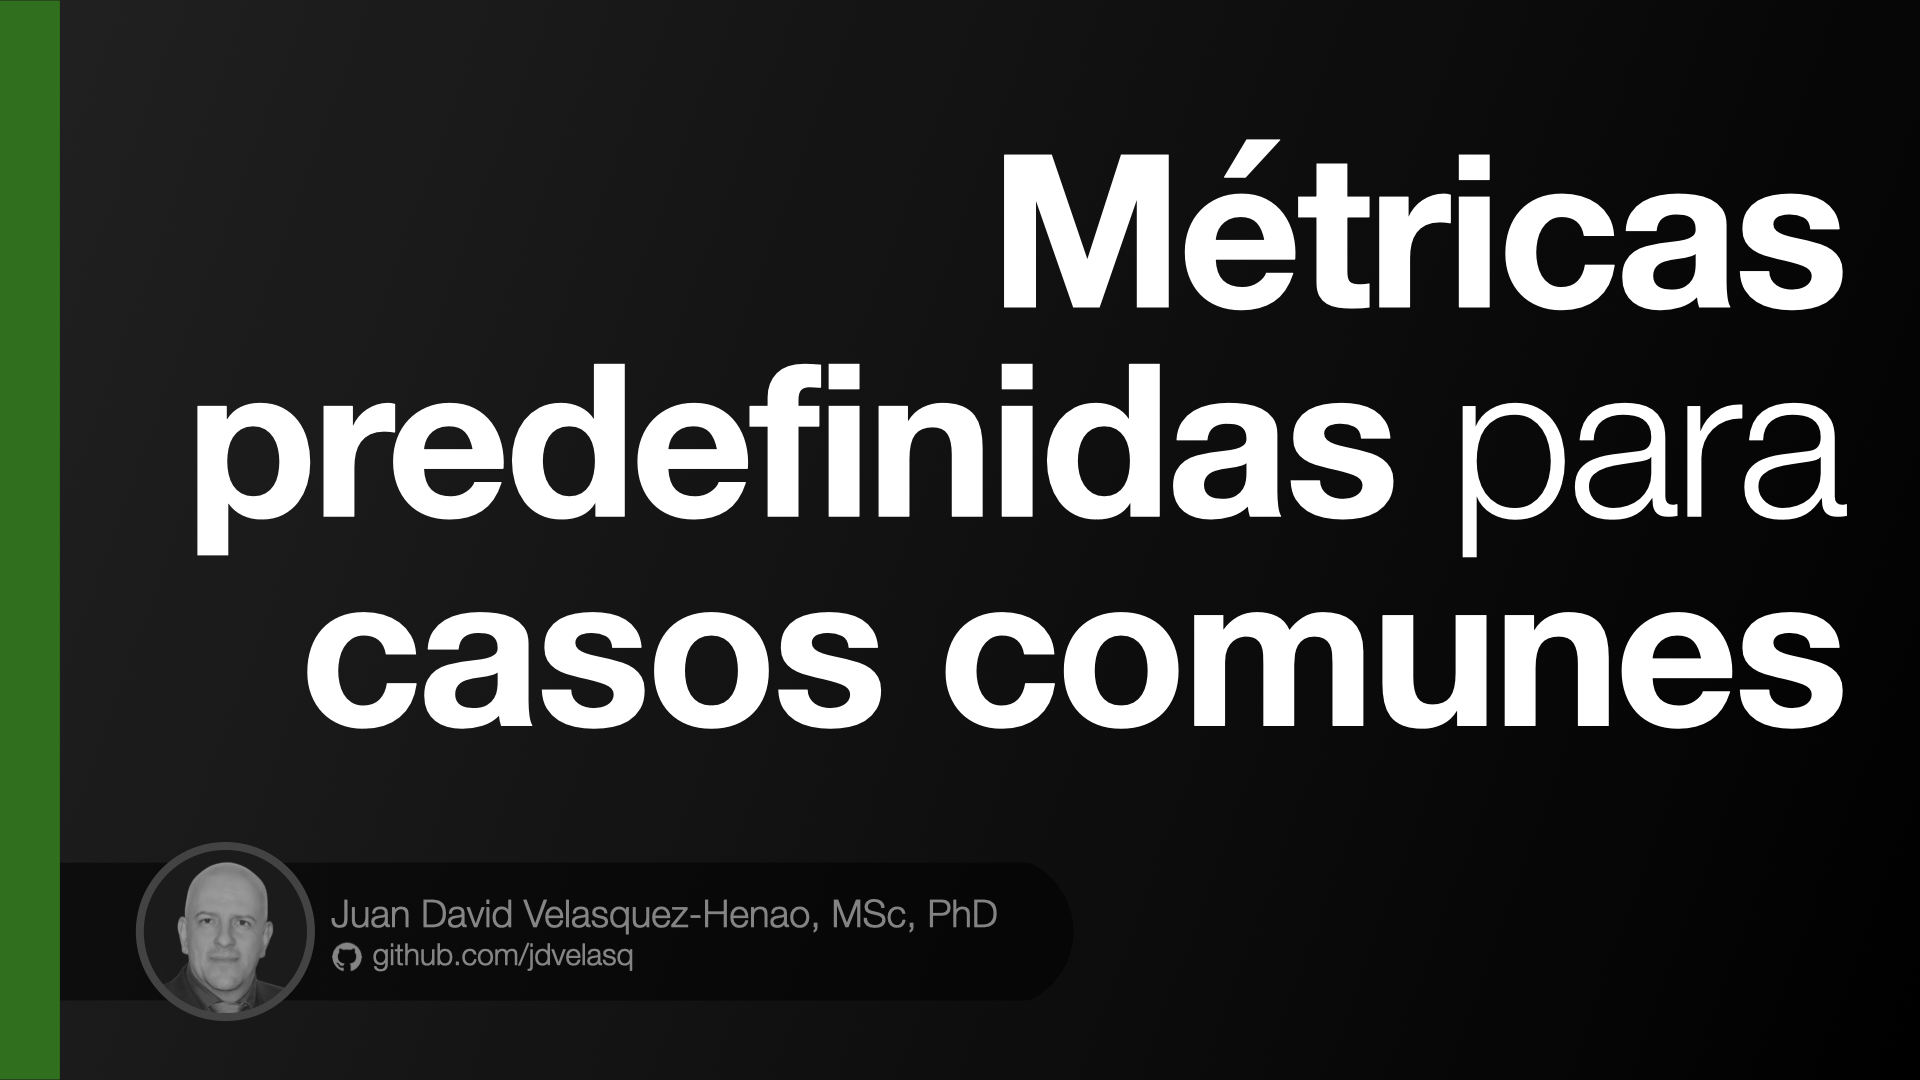 Métricas
predefinidas para
casos comunes
Juan David Velasquez-Henao, MSc, PhD
github.com/jdvelasq